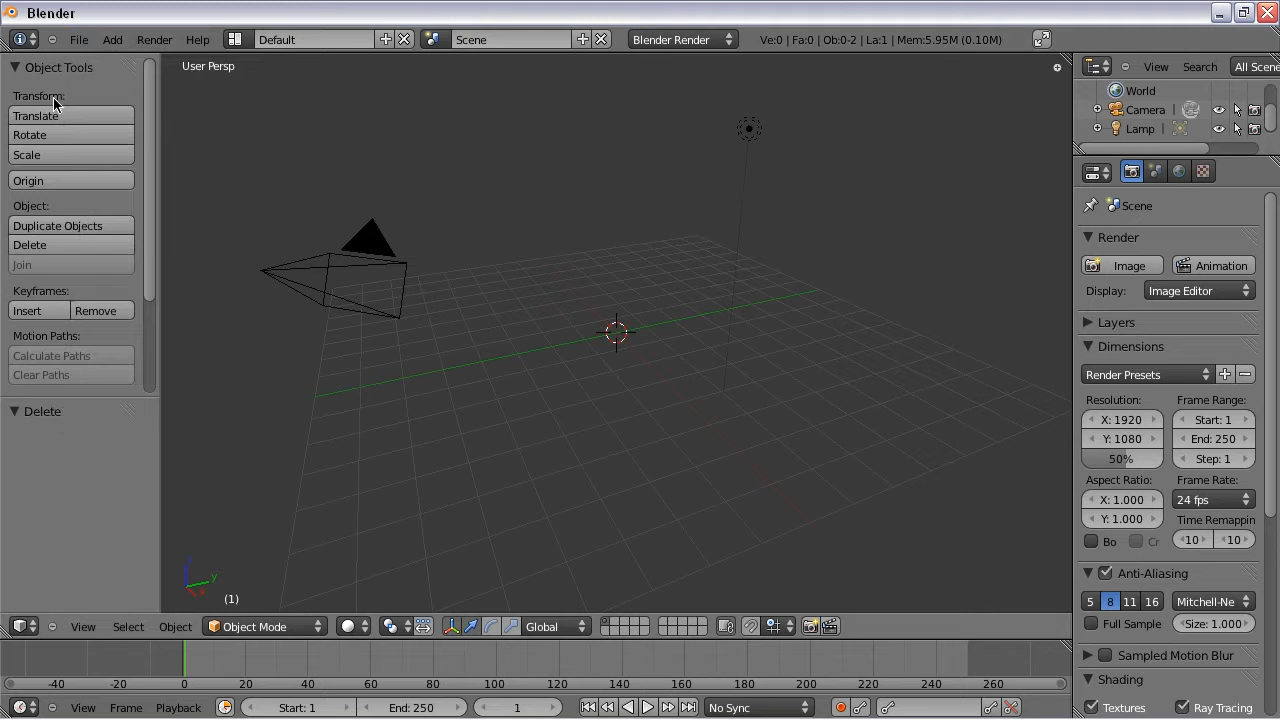 Blender
File Add Render Help Default Scene Blender Render Ve:0 | Fa:0 | Ob:0-2 | La:1 | Mem:5.95M (0.10M)
Object Tools
Transform:
Translate
Rotate
Scale
Origin
Object:
Duplicate Objects
Delete
Join
Keyframes:
Insert Remove
Motion Paths:
Calculate Paths
Clear Paths
Delete
User Persp
y
x
(1)
View Search All Scene
World
Camera
Lamp
Scene
Render
Image Animation
Display: Image Editor
Layers
Dimensions
Render Presets
Resolution: Frame Range:
X: 1920 Start: 1
Y: 1080 End: 250
50% Step: 1
Aspect Ratio: Frame Rate:
X: 1.000 24 fps
Y: 1.000 Time Remappin
Bo Cr 10 10
Anti-Aliasing
5 8 11 16 Mitchell-Ne
Full Sample Size: 1.000
Sampled Motion Blur
Shading
Textures Ray Tracing
View Select Object Object Mode Global
-40 -20 0 20 40 60 80 100 120 140 160 180 200 220 240 260
View Frame Playback Start: 1 End: 250 1 No Sync